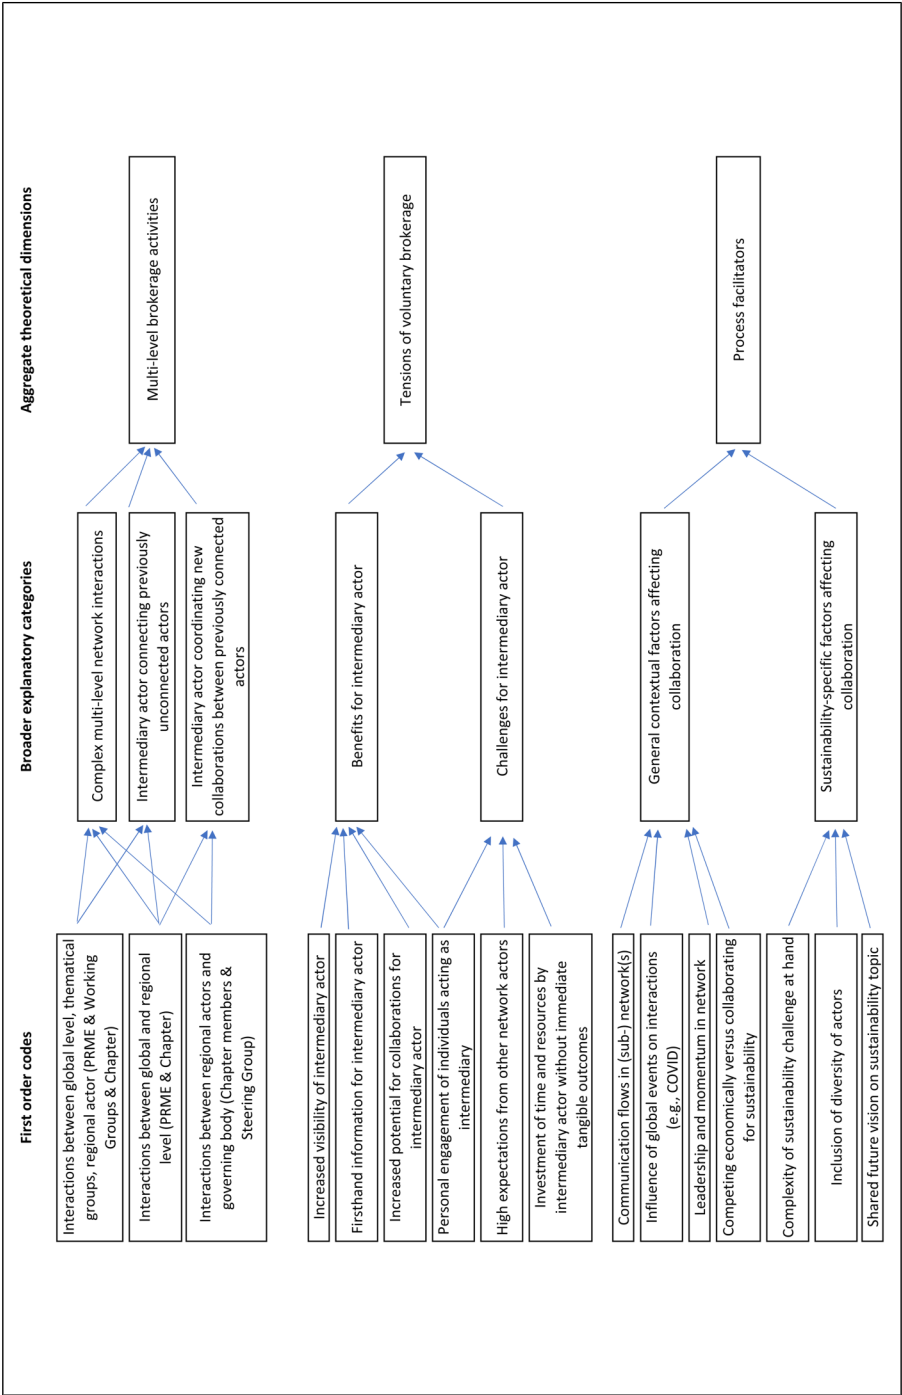 First order codes
Broader explanatory categories
Aggregate theoretical dimensions
Interactions between global level, thematic
groups, regional actor (PRME & Working
Groups & Chapter)
Interactions between global and regional
level (PRME & Chapter)
Interactions between regional actors and
governing body (Chapter members &
Steering Group)
Complex multi-level network interactions
Intermediary actor connecting previously
unconnected actors
Intermediary actor coordinating new
collaborations between previously connected
actors
Multi-level brokerage activities
Increased visibility of intermediary actor
Firsthand information for intermediary actor
Increased potential for collaborations for
intermediary actor
Personal engagement of individuals acting as
intermediary
High expectations from other network actors
Investment of time and resources by
intermediary actor without immediate
tangible outcomes
Benefits for intermediary actor
Challenges for intermediary actor
Tensions of voluntary brokerage
Communication flows in (sub-) network(s)
Influence of global events on interactions
(e.g., COVID)
Leadership and momentum in network
Competing economically versus collaborating
for sustainability
Complexity of sustainability challenge at hand
Inclusion of diversity of actors
Shared future vision on sustainability topic
General contextual factors affecting
collaboration
Sustainability-specific factors affecting
collaboration
Process facilitators